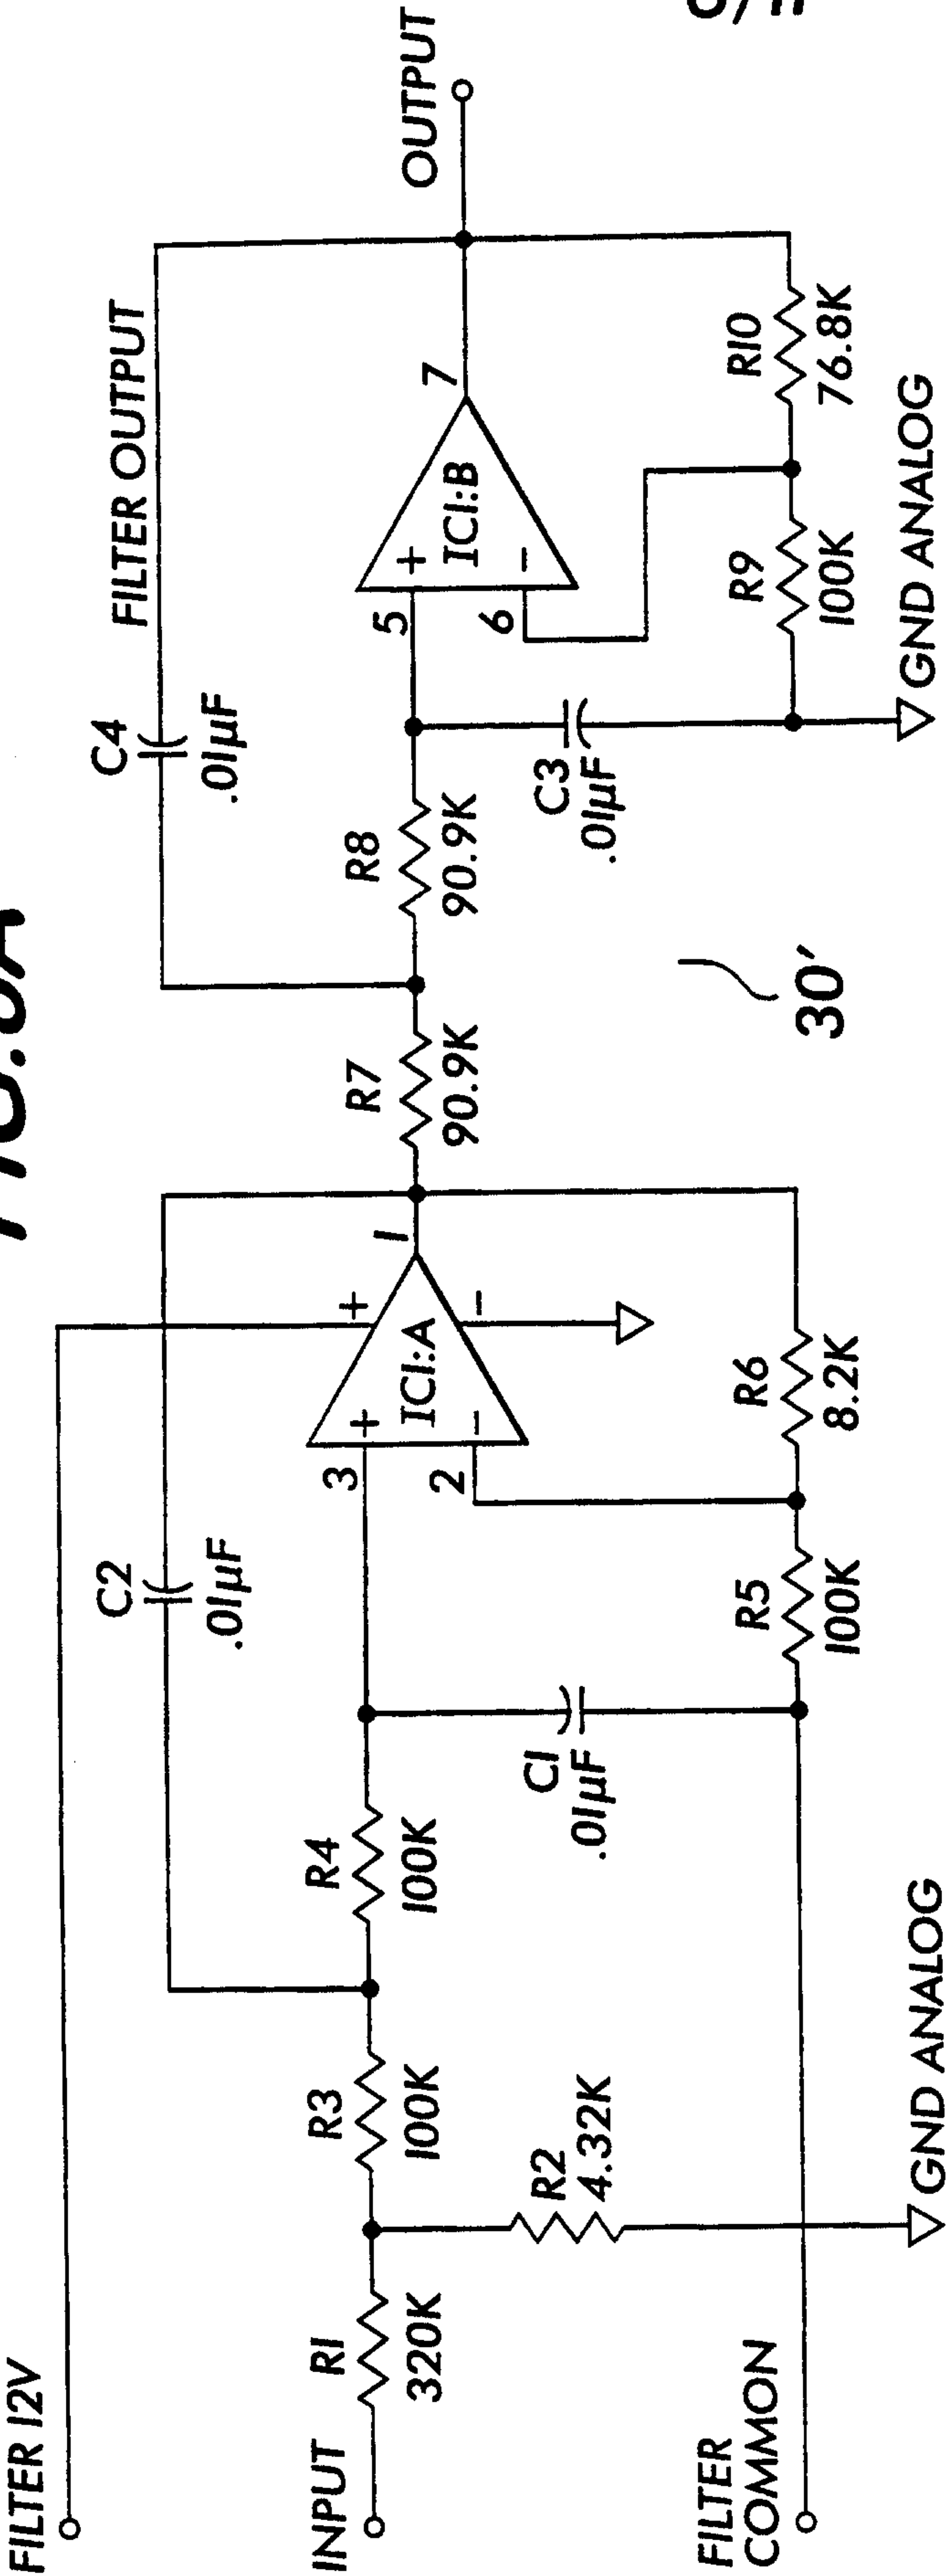 FILTER 12V
INPUT
R1
320K
FILTER
COMMON
R2
4.32K
GND ANALOG
R3
100K
R4
100K
C2
.01µF
C1
.01µF
3
2
+
-
IC1:A
+
-
1
R5
100K
R6
8.2K
R7
90.9K
R8
90.9K
C4
.01µF
FILTER OUTPUT
C3
.01µF
5
6
+
-
IC1:B
7
R9
100K
R10
76.8K
GND ANALOG
OUTPUT
30'